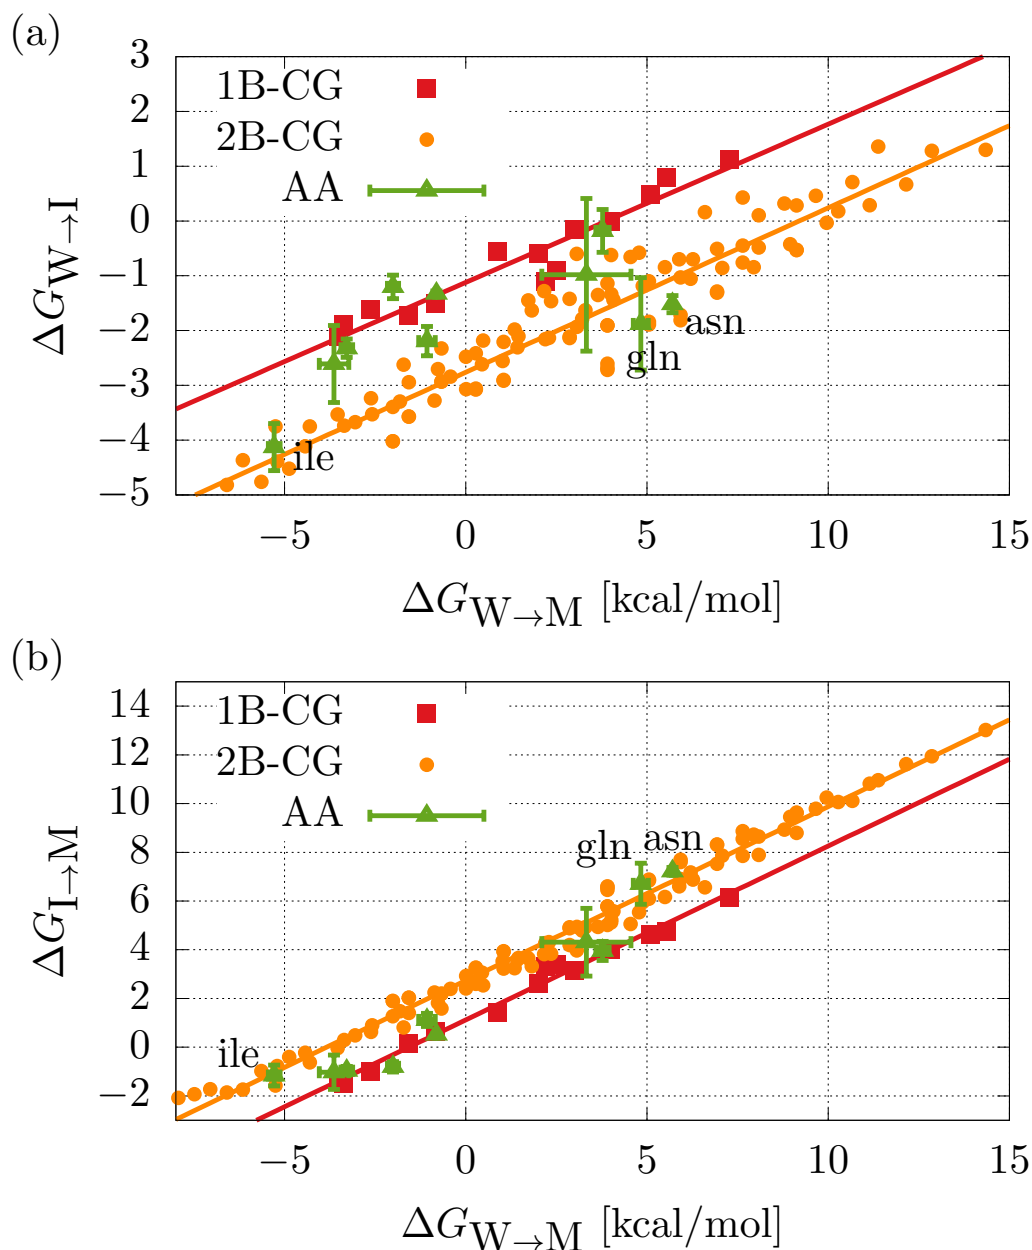 (a)
3
2
1
0
−1
−2
−3
−4
−5
ΔG_W→I
1B-CG
2B-CG
AA
asn
gln
ile
−5 0 5 10 15
ΔG_W→M [kcal/mol]
(b)
14
12
10
8
6
4
2
0
−2
ΔG_I→M
1B-CG
2B-CG
AA
gln asn
ile
−5 0 5 10 15
ΔG_W→M [kcal/mol]